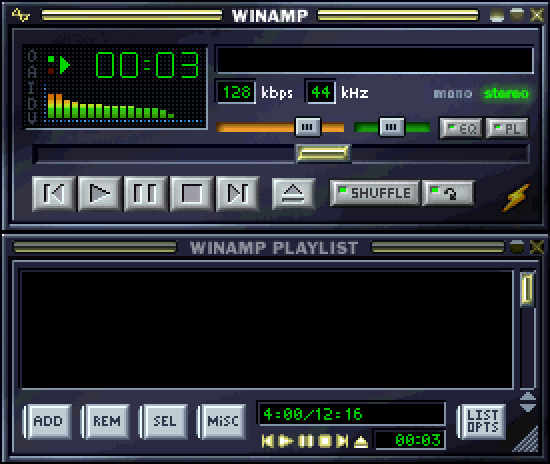 WINAMP
O
A
I
D
V
00:03
128 kbps 44 kHz mono stereo
EQ PL
SHUFFLE
WINAMP PLAYLIST
ADD REM SEL MISC
4:00/12:16
00:03
LIST
OPTS